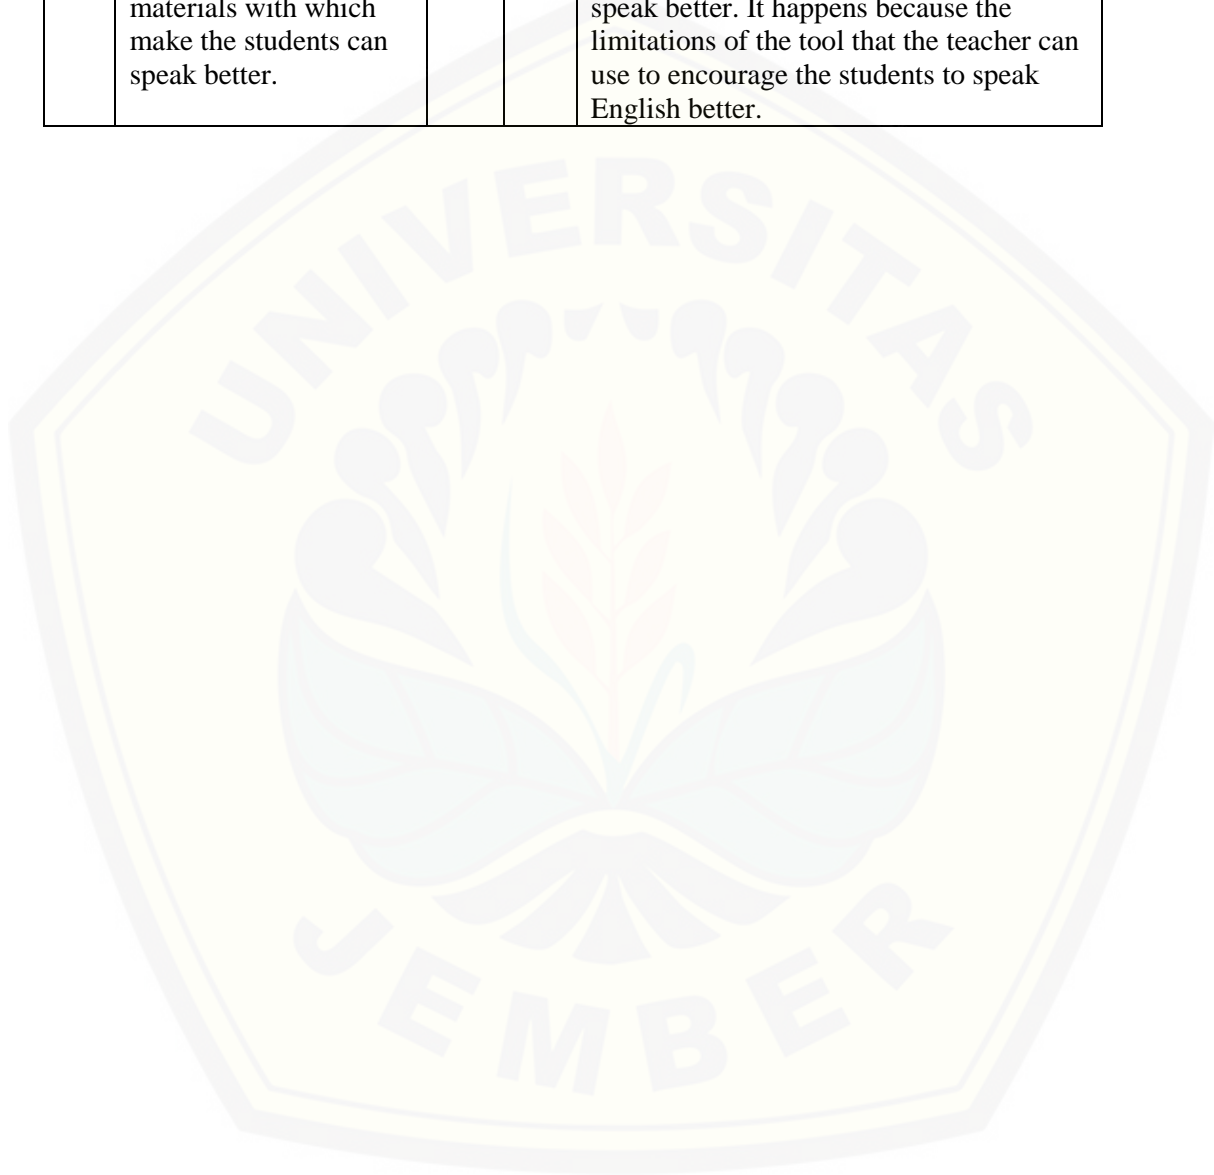 materials with which
make the students can
speak better.
speak better. It happens because the
limitations of the tool that the teacher can
use to encourage the students to speak
English better.
UNIVERSITAS
JEMBER